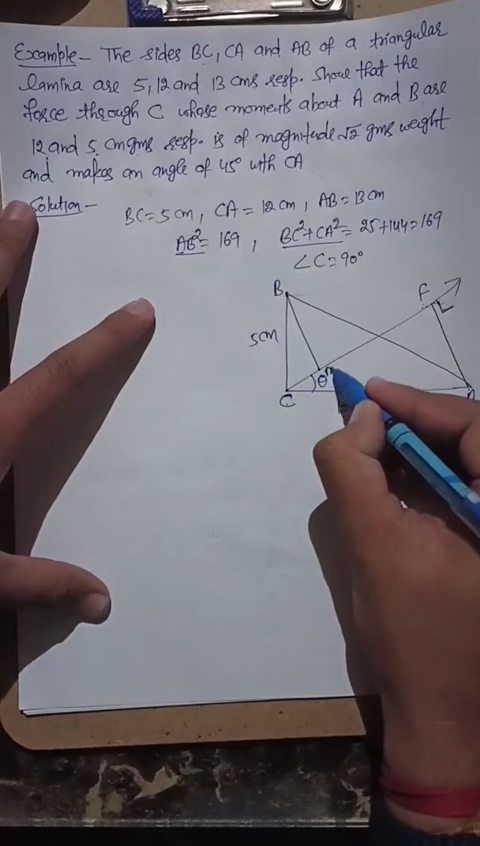 Example - The sides BC, CA and AB of a triangular
lamina are 5, 12 and 13 cms resp. Show that the
force through C whose moments about A and B are
12 and 5 cm gms resp. is of magnitude √2 gms weight
and makes an angle of 45° with CA
Solution -
BC = 5 cm, CA = 12 cm, AB = 13 cm
AB² = 169, BC² + CA² = 25 + 144 = 169
∠C = 90°
B
F
L
5cm
θ
C